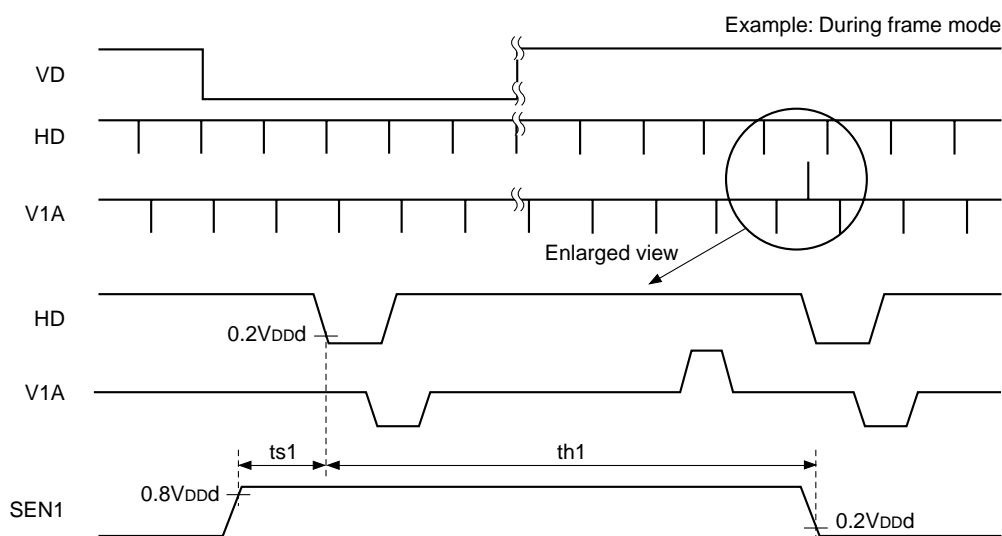 Example: During frame mode
VD
HD
V1A
Enlarged view
HD
0.2VDDd
V1A
ts1
th1
0.8VDDd
SEN1
0.2VDDd